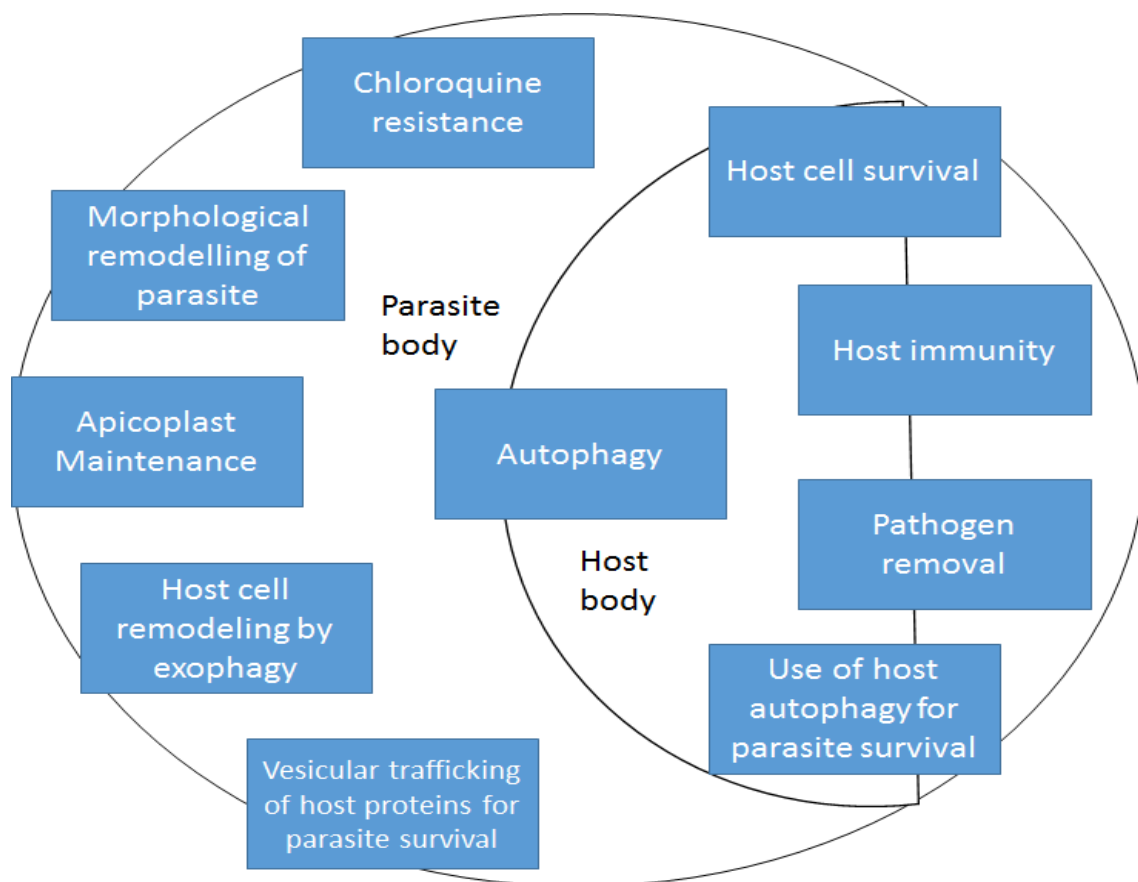 Chloroquine
resistance
Host cell survival
Morphological
remodelling of
parasite
Parasite
body
Host immunity
Apicoplast
Maintenance
Autophagy
Pathogen
removal
Host
body
Host cell
remodeling by
exophagy
Use of host
autophagy for
parasite survival
Vesicular trafficking
of host proteins for
parasite survival